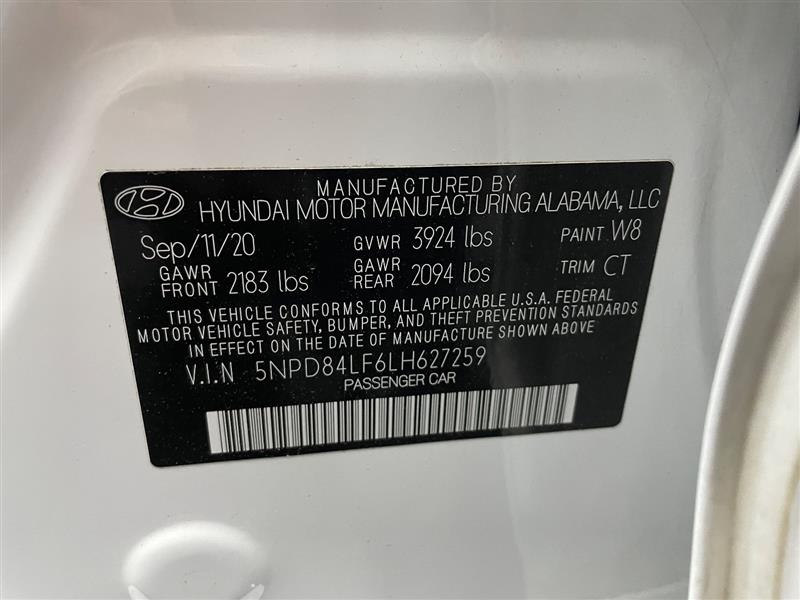 MANUFACTURED BY
HYUNDAI MOTOR MANUFACTURING ALABAMA, LLC
Sep/11/20 GVWR 3924 lbs PAINT W8
GAWR FRONT 2183 lbs GAWR REAR 2094 lbs TRIM CT
THIS VEHICLE CONFORMS TO ALL APPLICABLE U.S.A. FEDERAL
MOTOR VEHICLE SAFETY, BUMPER, AND THEFT PREVENTION STANDARDS
IN EFFECT ON THE DATE OF MANUFACTURE SHOWN ABOVE
V.I.N 5NPD84LF6LH627259
PASSENGER CAR